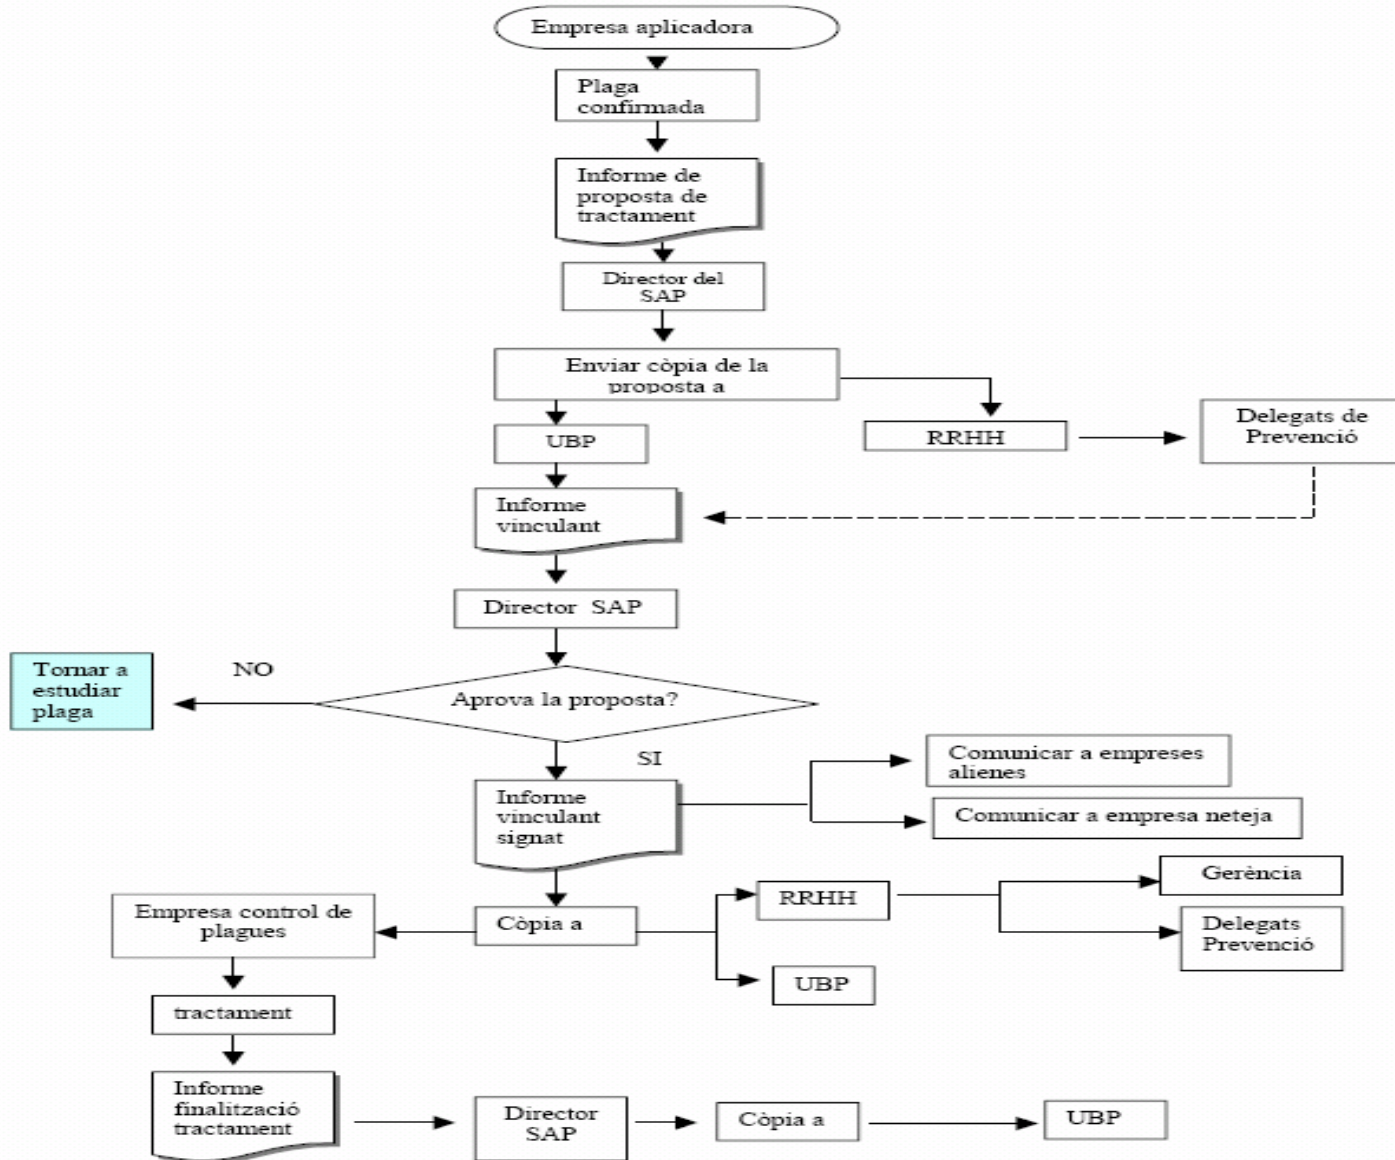 Empresa aplicadora
Plaga
confirmada
Informe de
proposta de
tractament
Director del
SAP
Enviar còpia de la
proposta a
UBP
RRHH
Delegats de
Prevenció
Informe
vinculant
Director SAP
Aprova la proposta?
NO
Tornar a
estudiar
plaga
SI
Informe
vinculant
signat
Comunicar a empreses
alienes
Comunicar a empresa neteja
Còpia a
RRHH
UBP
Gerència
Delegats
Prevenció
Empresa control de
plagues
tractament
Informe
finalització
tractament
Director
SAP
Còpia a
UBP